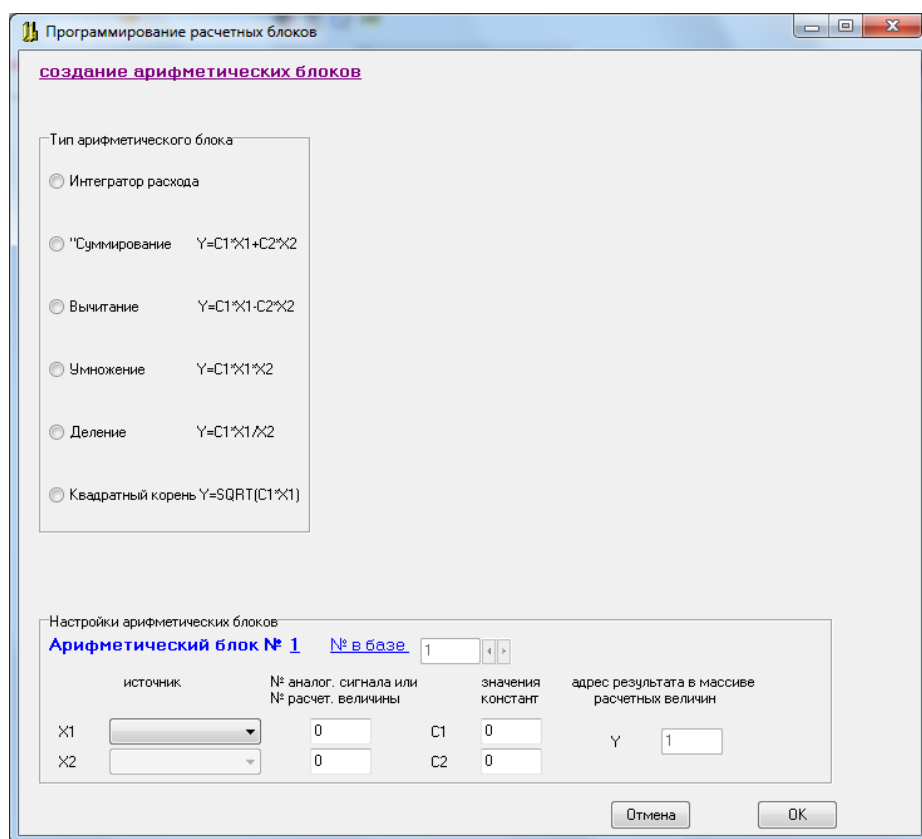 Программирование расчетных блоков
создание арифметических блоков
Тип арифметического блока
Интегратор расхода
"Суммирование Y=C1*X1+C2*X2
Вычитание Y=C1*X1-C2*X2
Умножение Y=C1*X1*X2
Деление Y=C1*X1/X2
Квадратный корень Y=SQRT(C1*X1)
Настройки арифметических блоков
Арифметический блок № 1 № в базе 1
источник № аналог. сигнала или значения адрес результата в массиве
№ расчет. величины констант расчетных величин
X1 0 C1 0
Y 1
X2 0 C2 0
Отмена OK